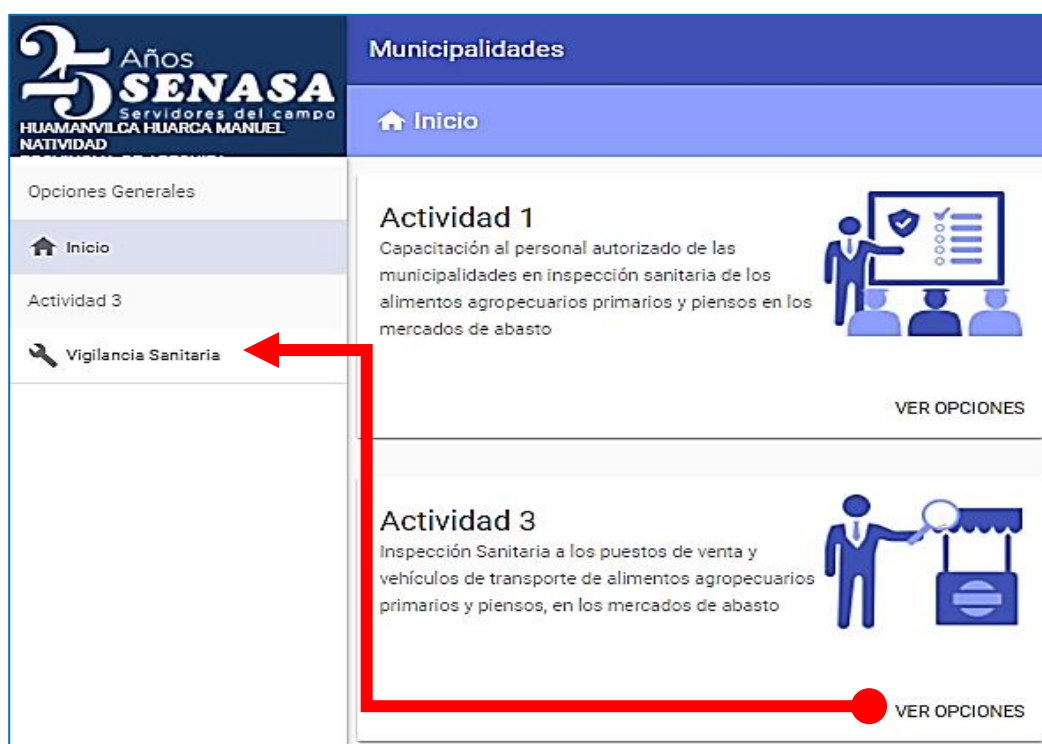 25 Años
SENASA
Servidores del campo
HUAMANVILCA HUARCA MANUEL
NATIVIDAD
Opciones Generales
Inicio
Actividad 3
Vigilancia Sanitaria
Municipalidades
Inicio
Actividad 1
Capacitación al personal autorizado de las
municipalidades en inspección sanitaria de los
alimentos agropecuarios primarios y piensos en los
mercados de abasto
VER OPCIONES
Actividad 3
Inspección Sanitaria a los puestos de venta y
vehículos de transporte de alimentos agropecuarios
primarios y piensos, en los mercados de abasto
VER OPCIONES